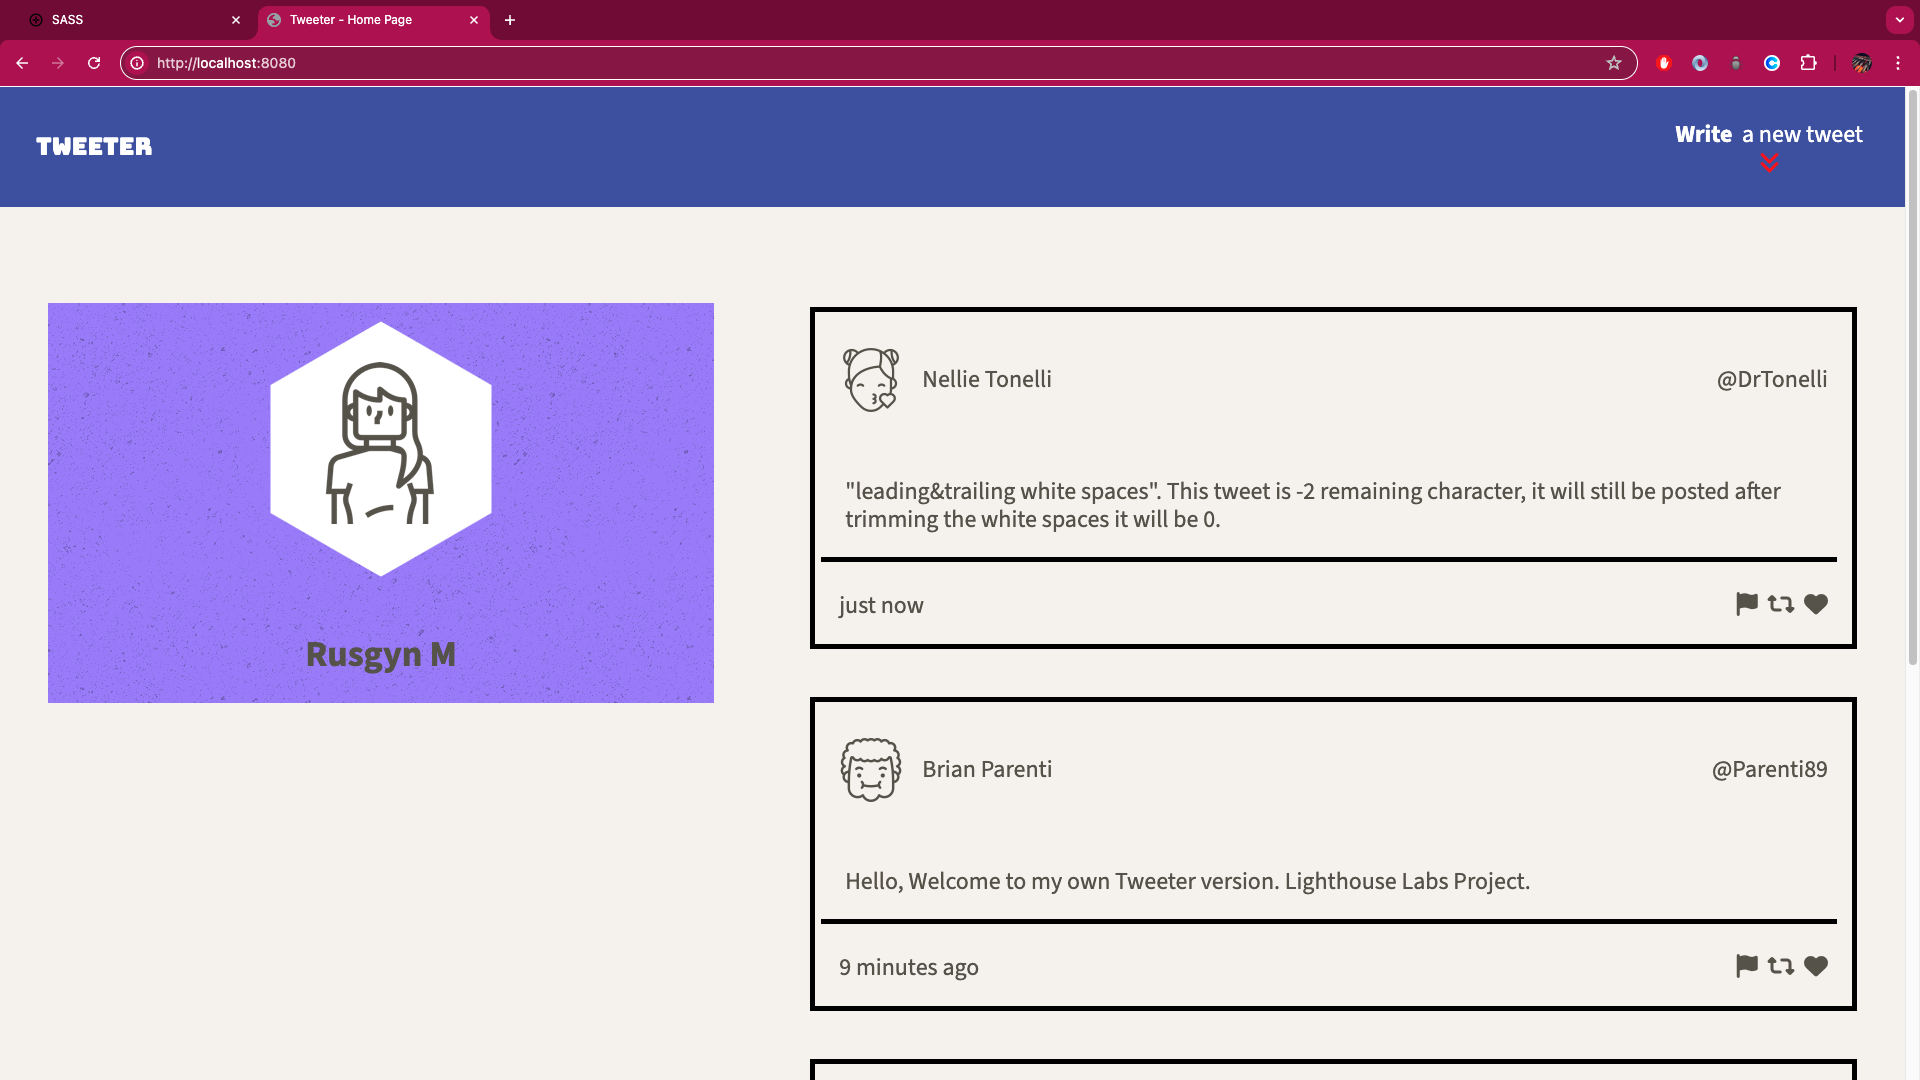 SASS
Tweeter - Home Page
http://localhost:8080
TWEETER
Write a new tweet
Rusgyn M
Nellie Tonelli
@DrTonelli
"leading&trailing white spaces". This tweet is -2 remaining character, it will still be posted after
trimming the white spaces it will be 0.
just now
Brian Parenti
@Parenti89
Hello, Welcome to my own Tweeter version. Lighthouse Labs Project.
9 minutes ago